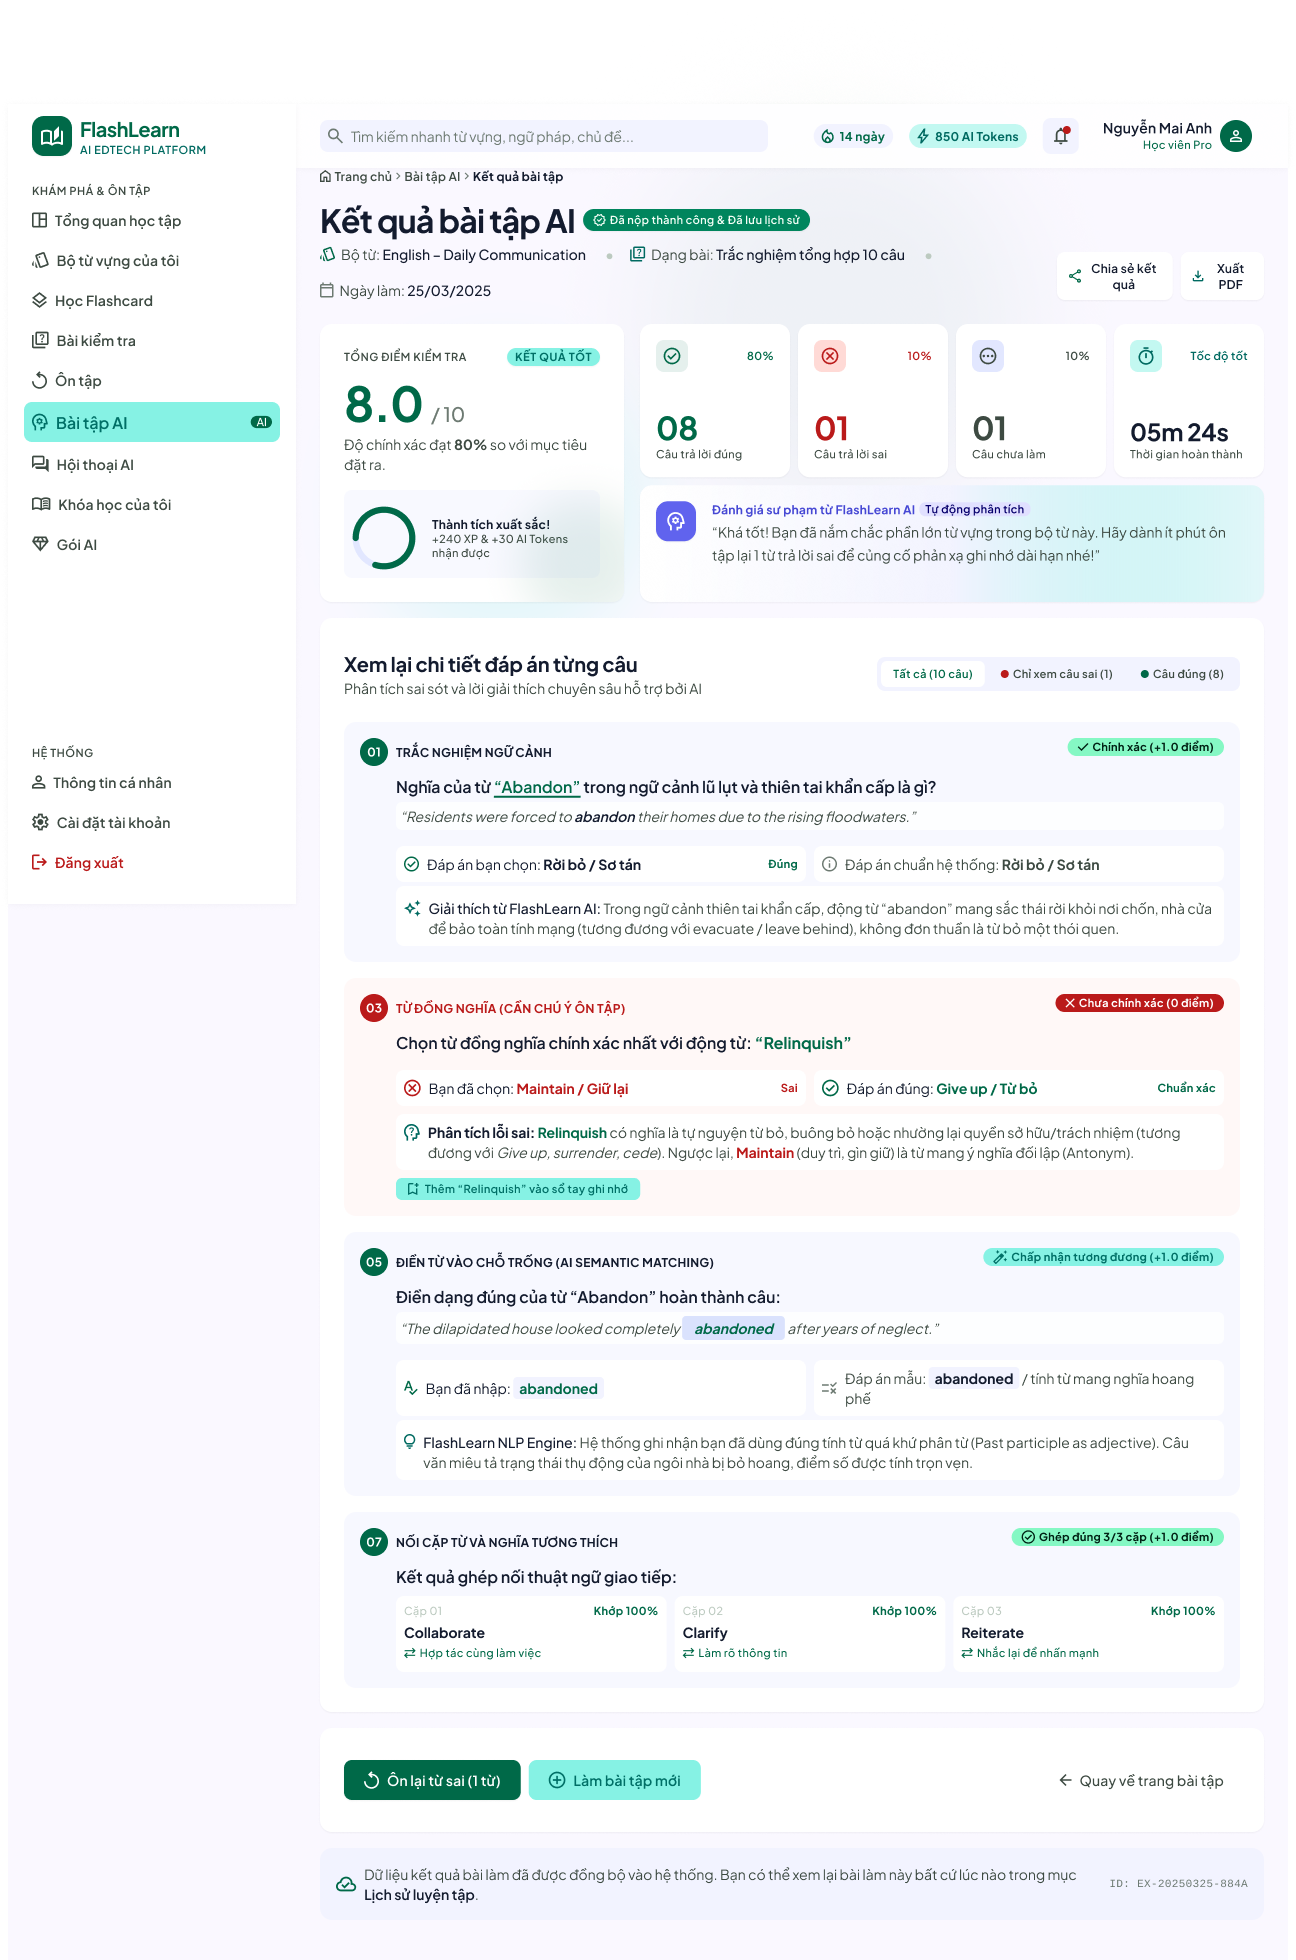 FlashLearn
AI EDTECH PLATFORM
KHÁM PHÁ & ÔN TẬP
Tổng quan học tập
Bộ từ vựng của tôi
Học Flashcard
Bài kiểm tra
Ôn tập
Bài tập AI
AI
Hội thoại AI
Khóa học của tôi
Gói AI
HỆ THỐNG
Thông tin cá nhân
Cài đặt tài khoản
Đăng xuất
Tìm kiếm nhanh từ vựng, ngữ pháp, chủ đề...
14 ngày
850 AI Tokens
Nguyễn Mai Anh
Học viên Pro
Trang chủ > Bài tập AI > Kết quả bài tập
Kết quả bài tập AI
Đã nộp thành công & Đã lưu lịch sử
Bộ từ: English – Daily Communication
Dạng bài: Trắc nghiệm tổng hợp 10 câu
Ngày làm: 25/03/2025
Chia sẻ kết
quả
Xuất
PDF
TỔNG ĐIỂM KIỂM TRA
KẾT QUẢ TỐT
8.0 / 10
Độ chính xác đạt 80% so với mục tiêu
đặt ra.
Thành tích xuất sắc!
+240 XP & +30 AI Tokens
nhận được
80%
08
Câu trả lời đúng
10%
01
Câu trả lời sai
10%
01
Câu chưa làm
Tốc độ tốt
05m 24s
Thời gian hoàn thành
Đánh giá sư phạm từ FlashLearn AI
Tự động phân tích
“Khá tốt! Bạn đã nắm chắc phần lớn từ vựng trong bộ từ này. Hãy dành ít phút ôn
tập lại 1 từ trả lời sai để củng cố phản xạ ghi nhớ dài hạn nhé!”
Xem lại chi tiết đáp án từng câu
Phân tích sai sót và lời giải thích chuyên sâu hỗ trợ bởi AI
Tất cả (10 câu)
Chỉ xem câu sai (1)
Câu đúng (8)
01
TRẮC NGHIỆM NGỮ CẢNH
Chính xác (+1.0 điểm)
Nghĩa của từ “Abandon” trong ngữ cảnh lũ lụt và thiên tai khẩn cấp là gì?
“Residents were forced to abandon their homes due to the rising floodwaters.”
Đáp án bạn chọn: Rời bỏ / Sơ tán
Đúng
Đáp án chuẩn hệ thống: Rời bỏ / Sơ tán
Giải thích từ FlashLearn AI: Trong ngữ cảnh thiên tai khẩn cấp, động từ “abandon” mang sắc thái rời khỏi nơi chốn, nhà cửa
để bảo toàn tính mạng (tương đương với evacuate / leave behind), không đơn thuần là từ bỏ một thói quen.
03
TỪ ĐỒNG NGHĨA (CẦN CHÚ Ý ÔN TẬP)
Chưa chính xác (0 điểm)
Chọn từ đồng nghĩa chính xác nhất với động từ: “Relinquish”
Bạn đã chọn: Maintain / Giữ lại
Sai
Đáp án đúng: Give up / Từ bỏ
Chuẩn xác
Phân tích lỗi sai: Relinquish có nghĩa là tự nguyện từ bỏ, buông bỏ hoặc nhường lại quyền sở hữu/trách nhiệm (tương
đương với Give up, surrender, cede). Ngược lại, Maintain (duy trì, gìn giữ) là từ mang ý nghĩa đối lập (Antonym).
Thêm “Relinquish” vào sổ tay ghi nhớ
05
ĐIỀN TỪ VÀO CHỖ TRỐNG (AI SEMANTIC MATCHING)
Chấp nhận tương đương (+1.0 điểm)
Điền dạng đúng của từ “Abandon” hoàn thành câu:
“The dilapidated house looked completely abandoned after years of neglect.”
Bạn đã nhập: abandoned
Đáp án mẫu: abandoned / tính từ mang nghĩa hoang
phế
FlashLearn NLP Engine: Hệ thống ghi nhận bạn đã dùng đúng tính từ quá khứ phân từ (Past participle as adjective). Câu
văn miêu tả trạng thái thụ động của ngôi nhà bị bỏ hoang, điểm số được tính trọn vẹn.
07
NỐI CẶP TỪ VÀ NGHĨA TƯƠNG THÍCH
Ghép đúng 3/3 cặp (+1.0 điểm)
Kết quả ghép nối thuật ngữ giao tiếp:
Cặp 01
Khớp 100%
Collaborate
Hợp tác cùng làm việc
Cặp 02
Khớp 100%
Clarify
Làm rõ thông tin
Cặp 03
Khớp 100%
Reiterate
Nhắc lại để nhấn mạnh
Ôn lại từ sai (1 từ)
Làm bài tập mới
Quay về trang bài tập
Dữ liệu kết quả bài làm đã được đồng bộ vào hệ thống. Bạn có thể xem lại bài làm này bất cứ lúc nào trong mục
Lịch sử luyện tập.
ID: EX-20250325-884A